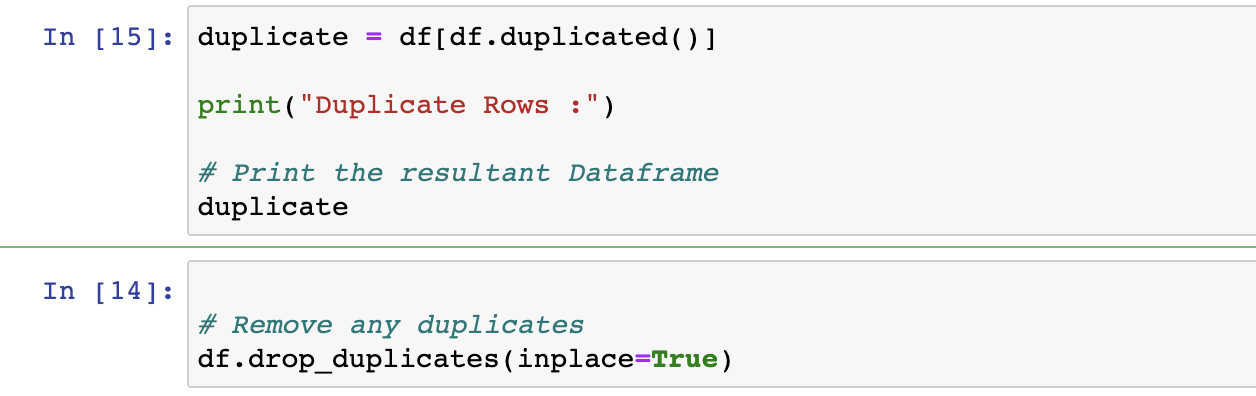 In [15]: duplicate = df[df.duplicated()]
print("Duplicate Rows :")
# Print the resultant Dataframe
duplicate
In [14]:
# Remove any duplicates
df.drop_duplicates(inplace=True)